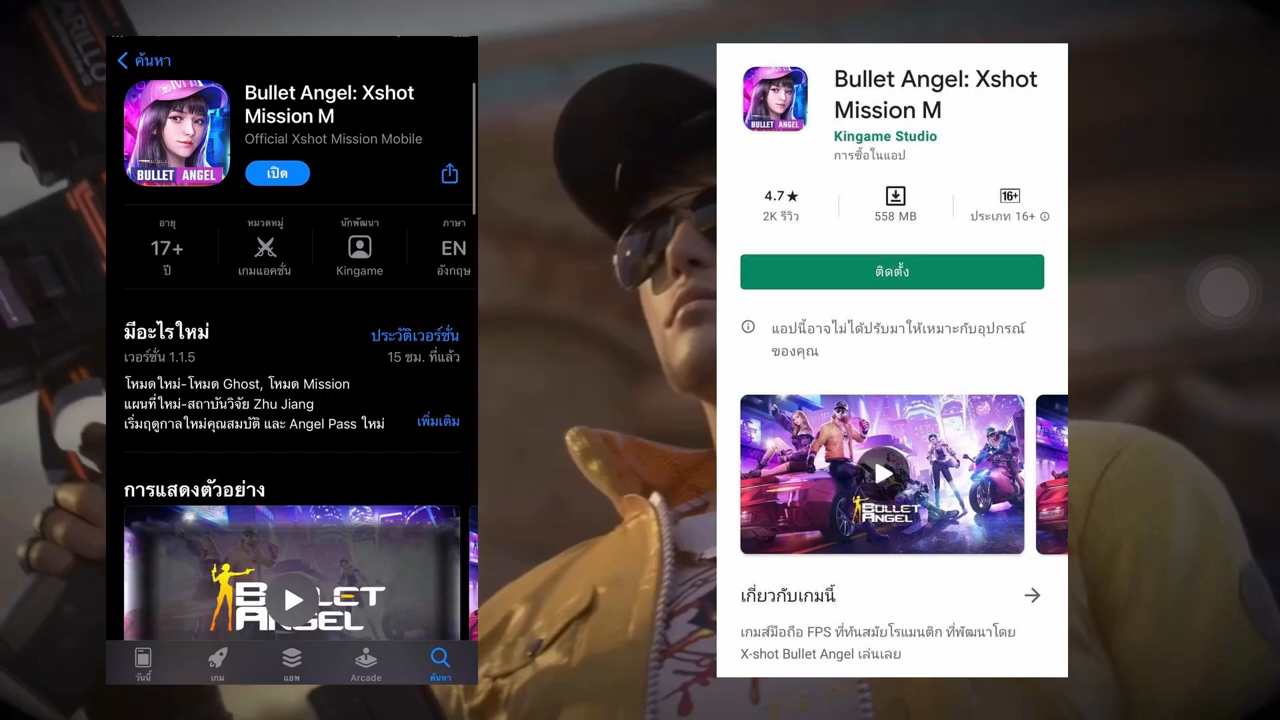 ค้นหา
Bullet Angel: Xshot
Mission M
Official Xshot Mission Mobile
เปิด
BULLET ANGEL
อายุ
17+
ปี
หมวดหมู่
เกมแอคชั่น
นักพัฒนา
Kingame
ภาษา
EN
อังกฤษ
มีอะไรใหม่
ประวัติเวอร์ชั่น
เวอร์ชั่น 1.1.5
15 ชม. ที่แล้ว
โหมดใหม่-โหมด Ghost, โหมด Mission
แผนที่ใหม่-สถาบันวิจัย Zhu Jiang
เริ่มฤดูกาลใหม่คุณสมบัติ และ Angel Pass ใหม่
เพิ่มเติม
การแสดงตัวอย่าง
BULLET
ANGEL
วันนี้
เกม
แอพ
Arcade
ค้นหา
Bullet Angel: Xshot
Mission M
BULLET ANGEL
Kingame Studio
การซื้อในแอป
4.7★
2K รีวิว
558 MB
16+
ประเภท 16+
ติดตั้ง
แอปนี้อาจไม่ได้ปรับมาให้เหมาะกับอุปกรณ์
ของคุณ
BULLET
ANGEL
เกี่ยวกับเกมนี้
เกมส์มือถือ FPS ที่ทันสมัยโรแมนติก ที่พัฒนาโดย
X-shot Bullet Angel เล่นเลย